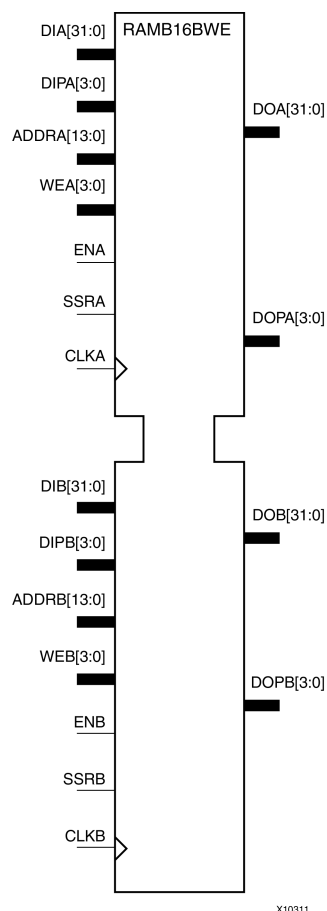 RAMB16BWE
DIA[31:0]
DIPA[3:0]
ADDRA[13:0]
WEA[3:0]
ENA
SSRA
CLKA
DOA[31:0]
DOPA[3:0]
DIB[31:0]
DIPB[3:0]
ADDRB[13:0]
WEB[3:0]
ENB
SSRB
CLKB
DOB[31:0]
DOPB[3:0]
X10311